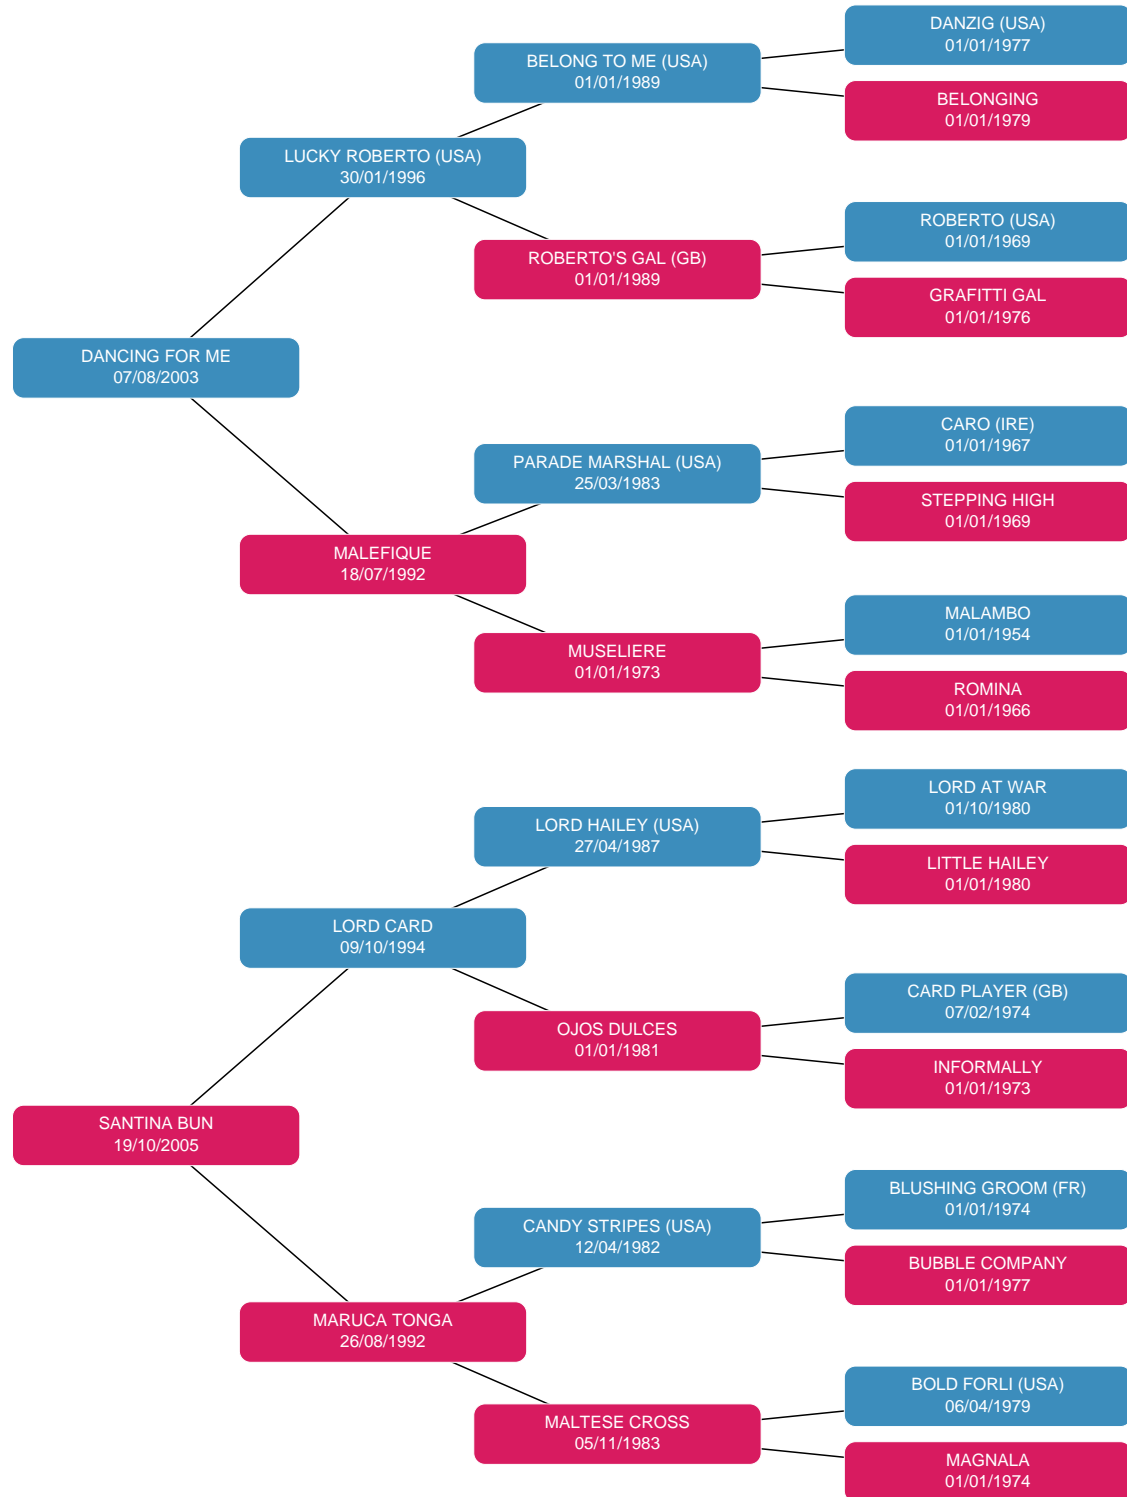 DANZIG (USA)
01/01/1977
BELONG TO ME (USA)
01/01/1989
BELONGING
01/01/1979
LUCKY ROBERTO (USA)
30/01/1996
ROBERTO (USA)
01/01/1969
ROBERTO'S GAL (GB)
01/01/1989
GRAFITTI GAL
01/01/1976
DANCING FOR ME
07/08/2003
CARO (IRE)
01/01/1967
PARADE MARSHAL (USA)
25/03/1983
STEPPING HIGH
01/01/1969
MALEFIQUE
18/07/1992
MALAMBO
01/01/1954
MUSELIERE
01/01/1973
ROMINA
01/01/1966
LORD AT WAR
01/10/1980
LORD HAILEY (USA)
27/04/1987
LITTLE HAILEY
01/01/1980
LORD CARD
09/10/1994
CARD PLAYER (GB)
07/02/1974
OJOS DULCES
01/01/1981
INFORMALLY
01/01/1973
SANTINA BUN
19/10/2005
BLUSHING GROOM (FR)
01/01/1974
CANDY STRIPES (USA)
12/04/1982
BUBBLE COMPANY
01/01/1977
MARUCA TONGA
26/08/1992
BOLD FORLI (USA)
06/04/1979
MALTESE CROSS
05/11/1983
MAGNALA
01/01/1974